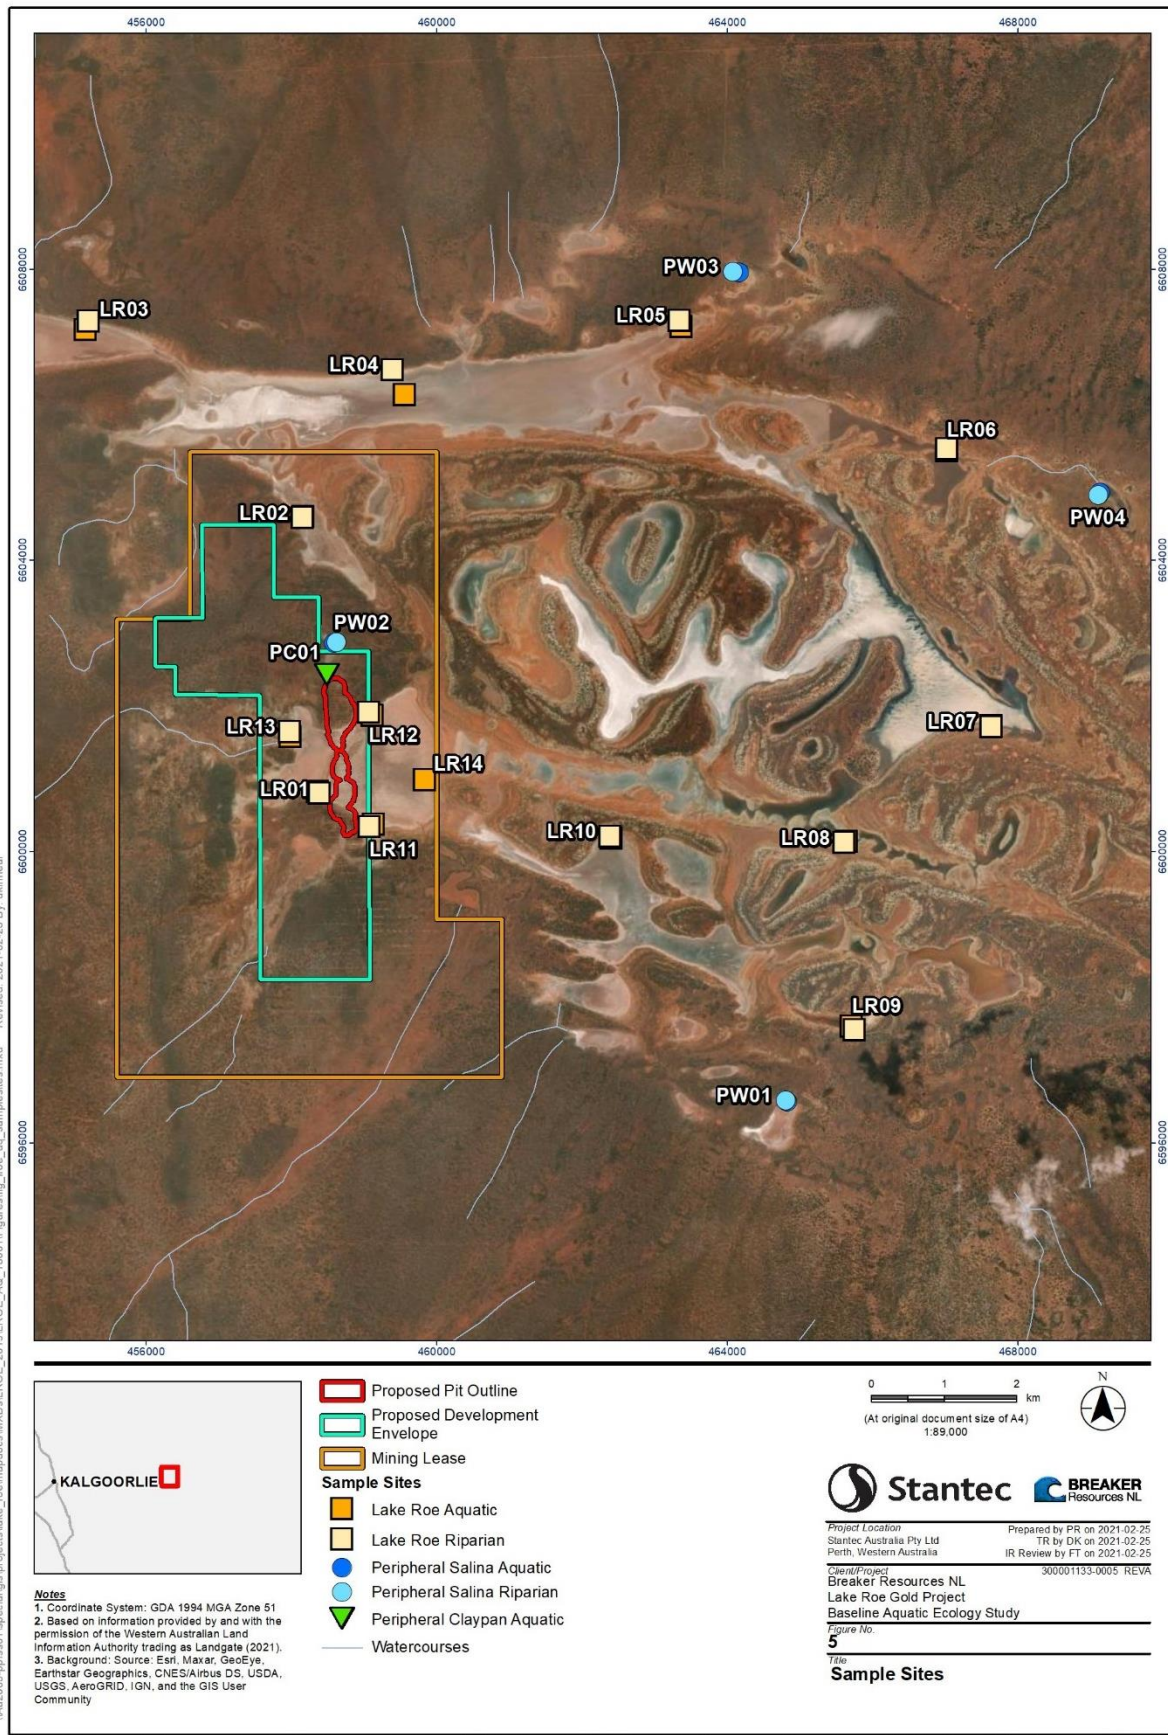 456000
460000
464000
468000
6608000
6608000
PW03
LR03
LR05
LR04
LR06
PW04
LR02
6604000
6604000
PW02
PC01
LR13
LR12
LR07
LR14
LR01
LR10
LR08
LR11
6600000
6600000
LR09
PW01
6596000
6596000
456000
460000
464000
468000
KALGOORLIE
Notes
1. Coordinate System: GDA 1994 MGA Zone 51
2. Based on information provided by and with the
permission of the Western Australian Land
Information Authority trading as Landgate (2021).
3. Background: Source: Esri, Maxar, GeoEye,
Earthstar Geographics, CNES/Airbus DS, USDA,
USGS, AeroGRID, IGN, and the GIS User
Community
Proposed Pit Outline
Proposed Development
Envelope
Mining Lease
Sample Sites
Lake Roe Aquatic
Lake Roe Riparian
Peripheral Salina Aquatic
Peripheral Salina Riparian
Peripheral Claypan Aquatic
Watercourses
0 1 2
km
(At original document size of A4)
1:89,000
N
Stantec
BREAKER
Resources NL
Project Location
Stantec Australia Pty Ltd
Perth, Western Australia
Prepared by PR on 2021-02-25
TR by DK on 2021-02-25
IR Review by FT on 2021-02-25
Client/Project
300001133-0005 REVA
Breaker Resources NL
Lake Roe Gold Project
Baseline Aquatic Ecology Study
Figure No.
5
Title
Sample Sites